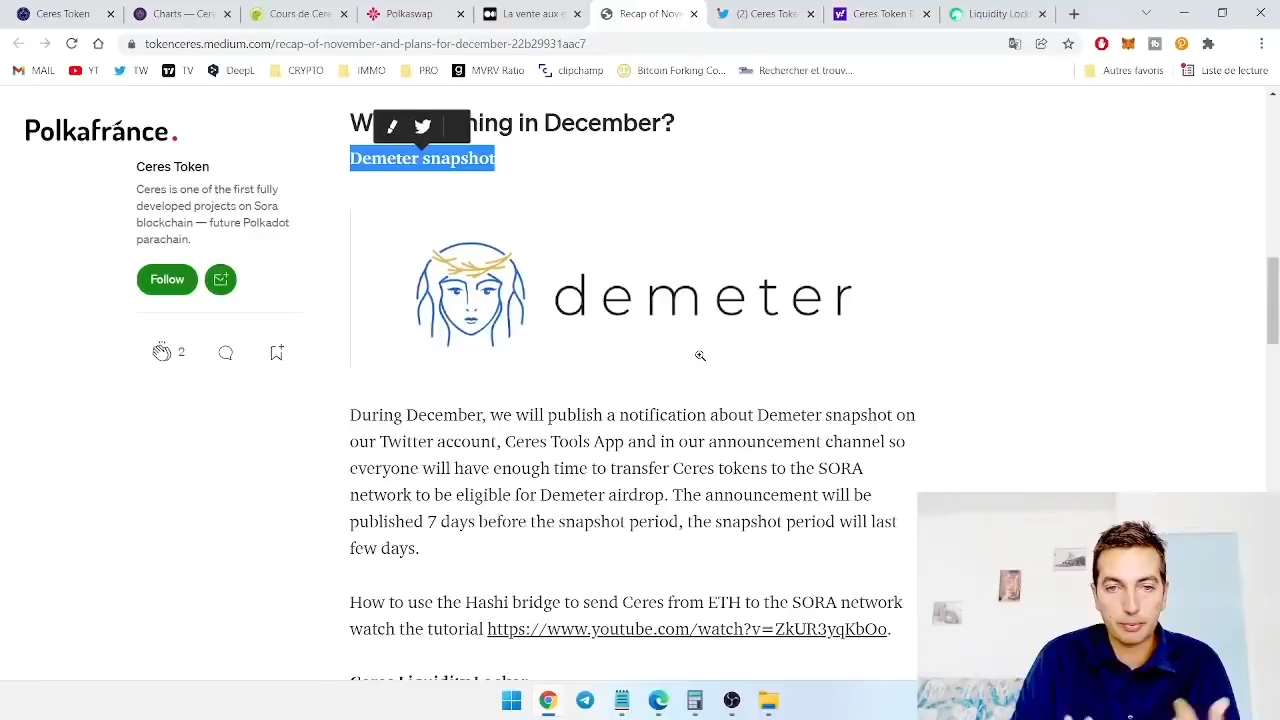 Ceres Token
Charts — Cere
Cours de Ceres
Polkaswap
La vente aux e
Recap of Nove
(2) Ceres Toke
Ceres Token E
Liquidity Lock
tokenceres.medium.com/recap-of-november-and-plans-for-december-22b29931aac7
MAIL
YT
TW
TV
DeepL
CRYPTO
IMMO
PRO
MVRV Ratio
clipchamp
Bitcoin Forking Co...
Rechercher et trouv...
Autres favoris
Liste de lecture
Polkafránce.
Ceres Token
Ceres is one of the first fully
developed projects on Sora
blockchain — future Polkadot
parachain.
Follow
2
W ning in December?
Demeter snapshot
demeter
During December, we will publish a notification about Demeter snapshot on
our Twitter account, Ceres Tools App and in our announcement channel so
everyone will have enough time to transfer Ceres tokens to the SORA
network to be eligible for Demeter airdrop. The announcement will be
published 7 days before the snapshot period, the snapshot period will last
few days.
How to use the Hashi bridge to send Ceres from ETH to the SORA network
watch the tutorial https://www.youtube.com/watch?v=ZkUR3yqKbOo.
Ceres Liquidity Locker